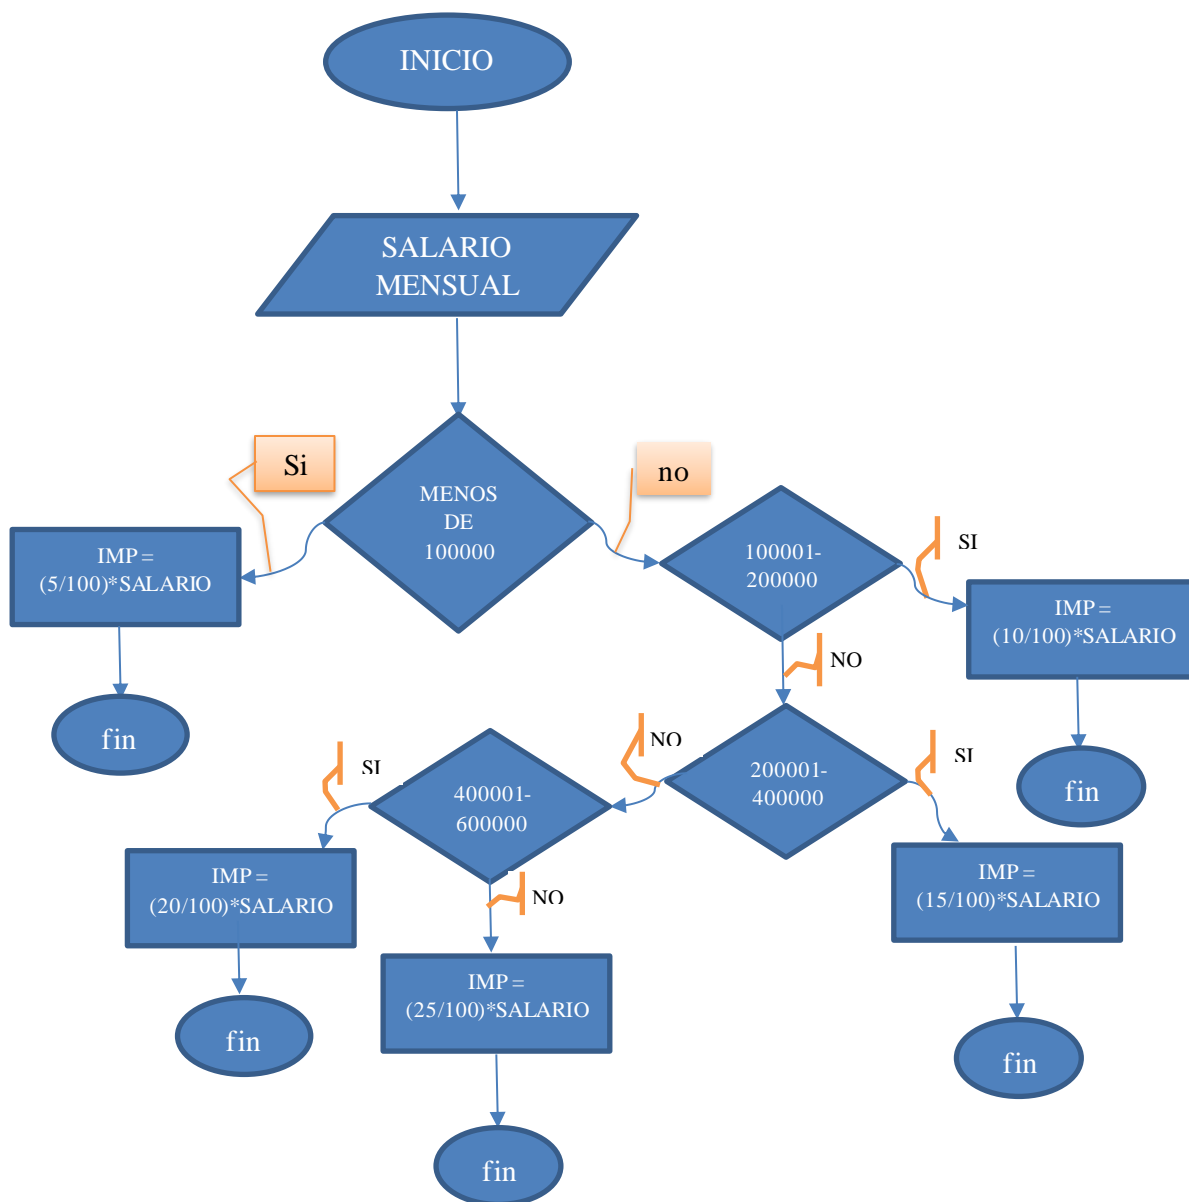 INICIO
SALARIO
MENSUAL
Si
no
MENOS
DE
100000
100001-
200000
SI
IMP =
(5/100)*SALARIO
IMP =
(10/100)*SALARIO
NO
fin
NO
SI
200001-
400000
SI
400001-
600000
fin
IMP =
(20/100)*SALARIO
NO
IMP =
(15/100)*SALARIO
IMP =
(25/100)*SALARIO
fin
fin
fin